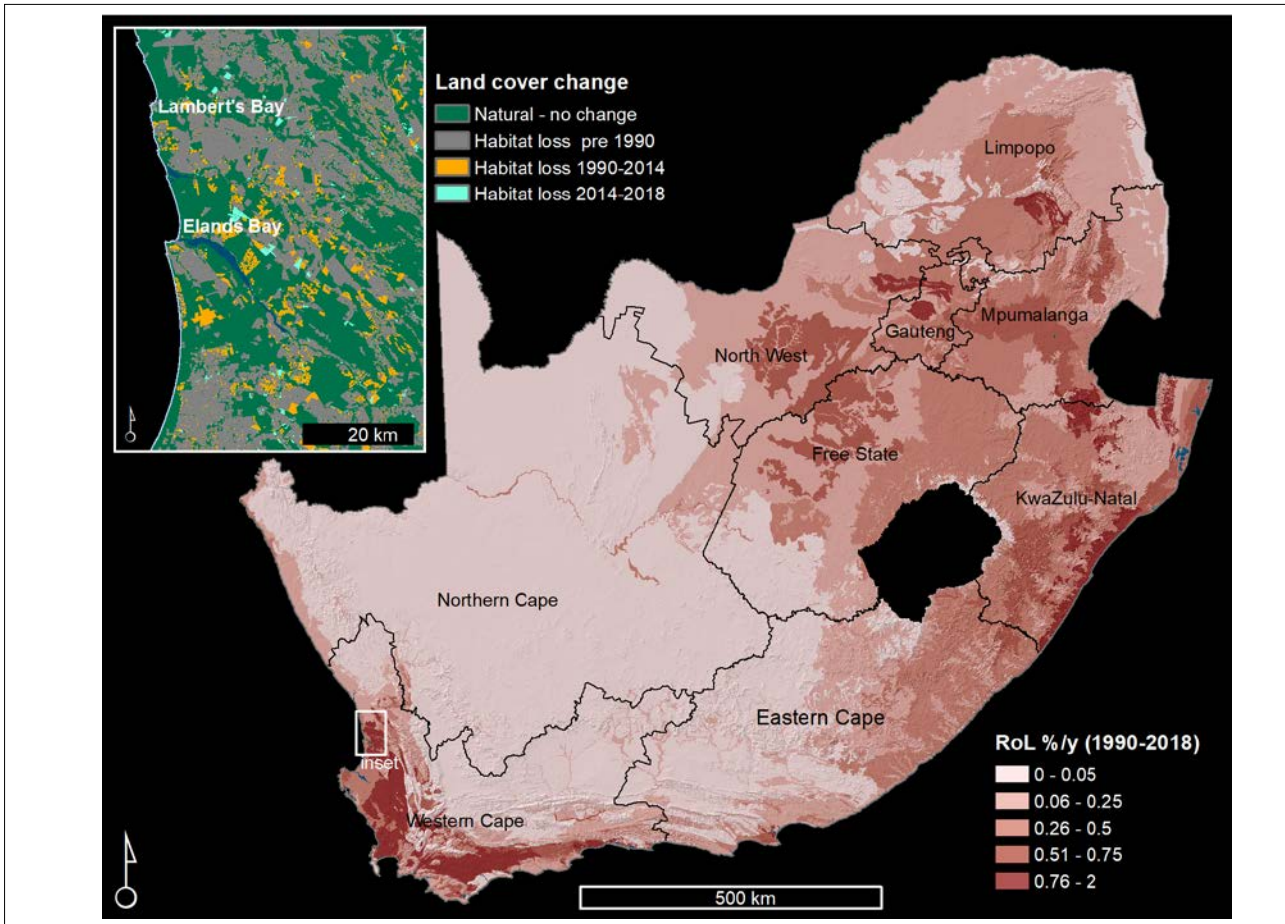 Lambert's Bay
Elands Bay
20 km
Land cover change
Natural - no change
Habitat loss pre 1990
Habitat loss 1990-2014
Habitat loss 2014-2018
Limpopo
Mpumalanga
Gauteng
North West
Free State
KwaZulu-Natal
Northern Cape
Eastern Cape
inset
Western Cape
RoL %/y (1990-2018)
0 - 0.05
0.06 - 0.25
0.26 - 0.5
0.51 - 0.75
0.76 - 2
500 km